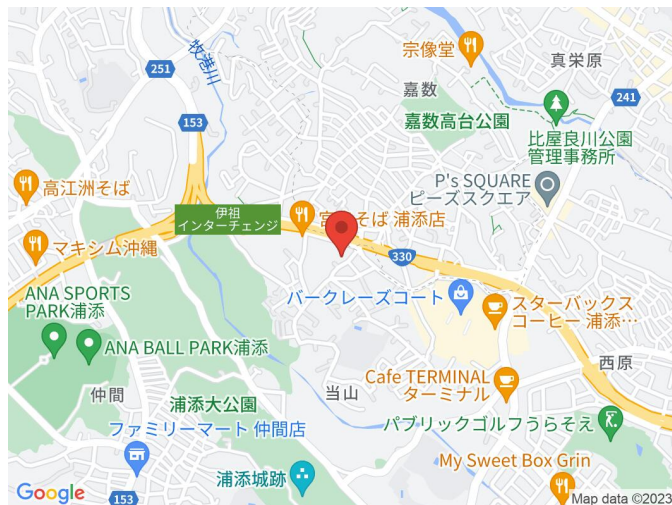 宗像堂
真栄原
牧港川
251
嘉数
241
153
嘉数高台公園
比屋良川公園
管理事務所
P's SQUARE
ピーズスクエア
高江洲そば
伊祖
インターチェンジ
そば 浦添店
マキシム沖縄
330
バークレーズコート
ANA SPORTS
PARK浦添
スターバックス
コーヒー 浦添…
ANA BALL PARK浦添
西原
Cafe TERMINAL
ターミナル
仲間
当山
浦添大公園
パブリックゴルフうらそえ
ファミリーマート 仲間店
My Sweet Box Grin
浦添城跡
Google
153
153
Map data ©2023